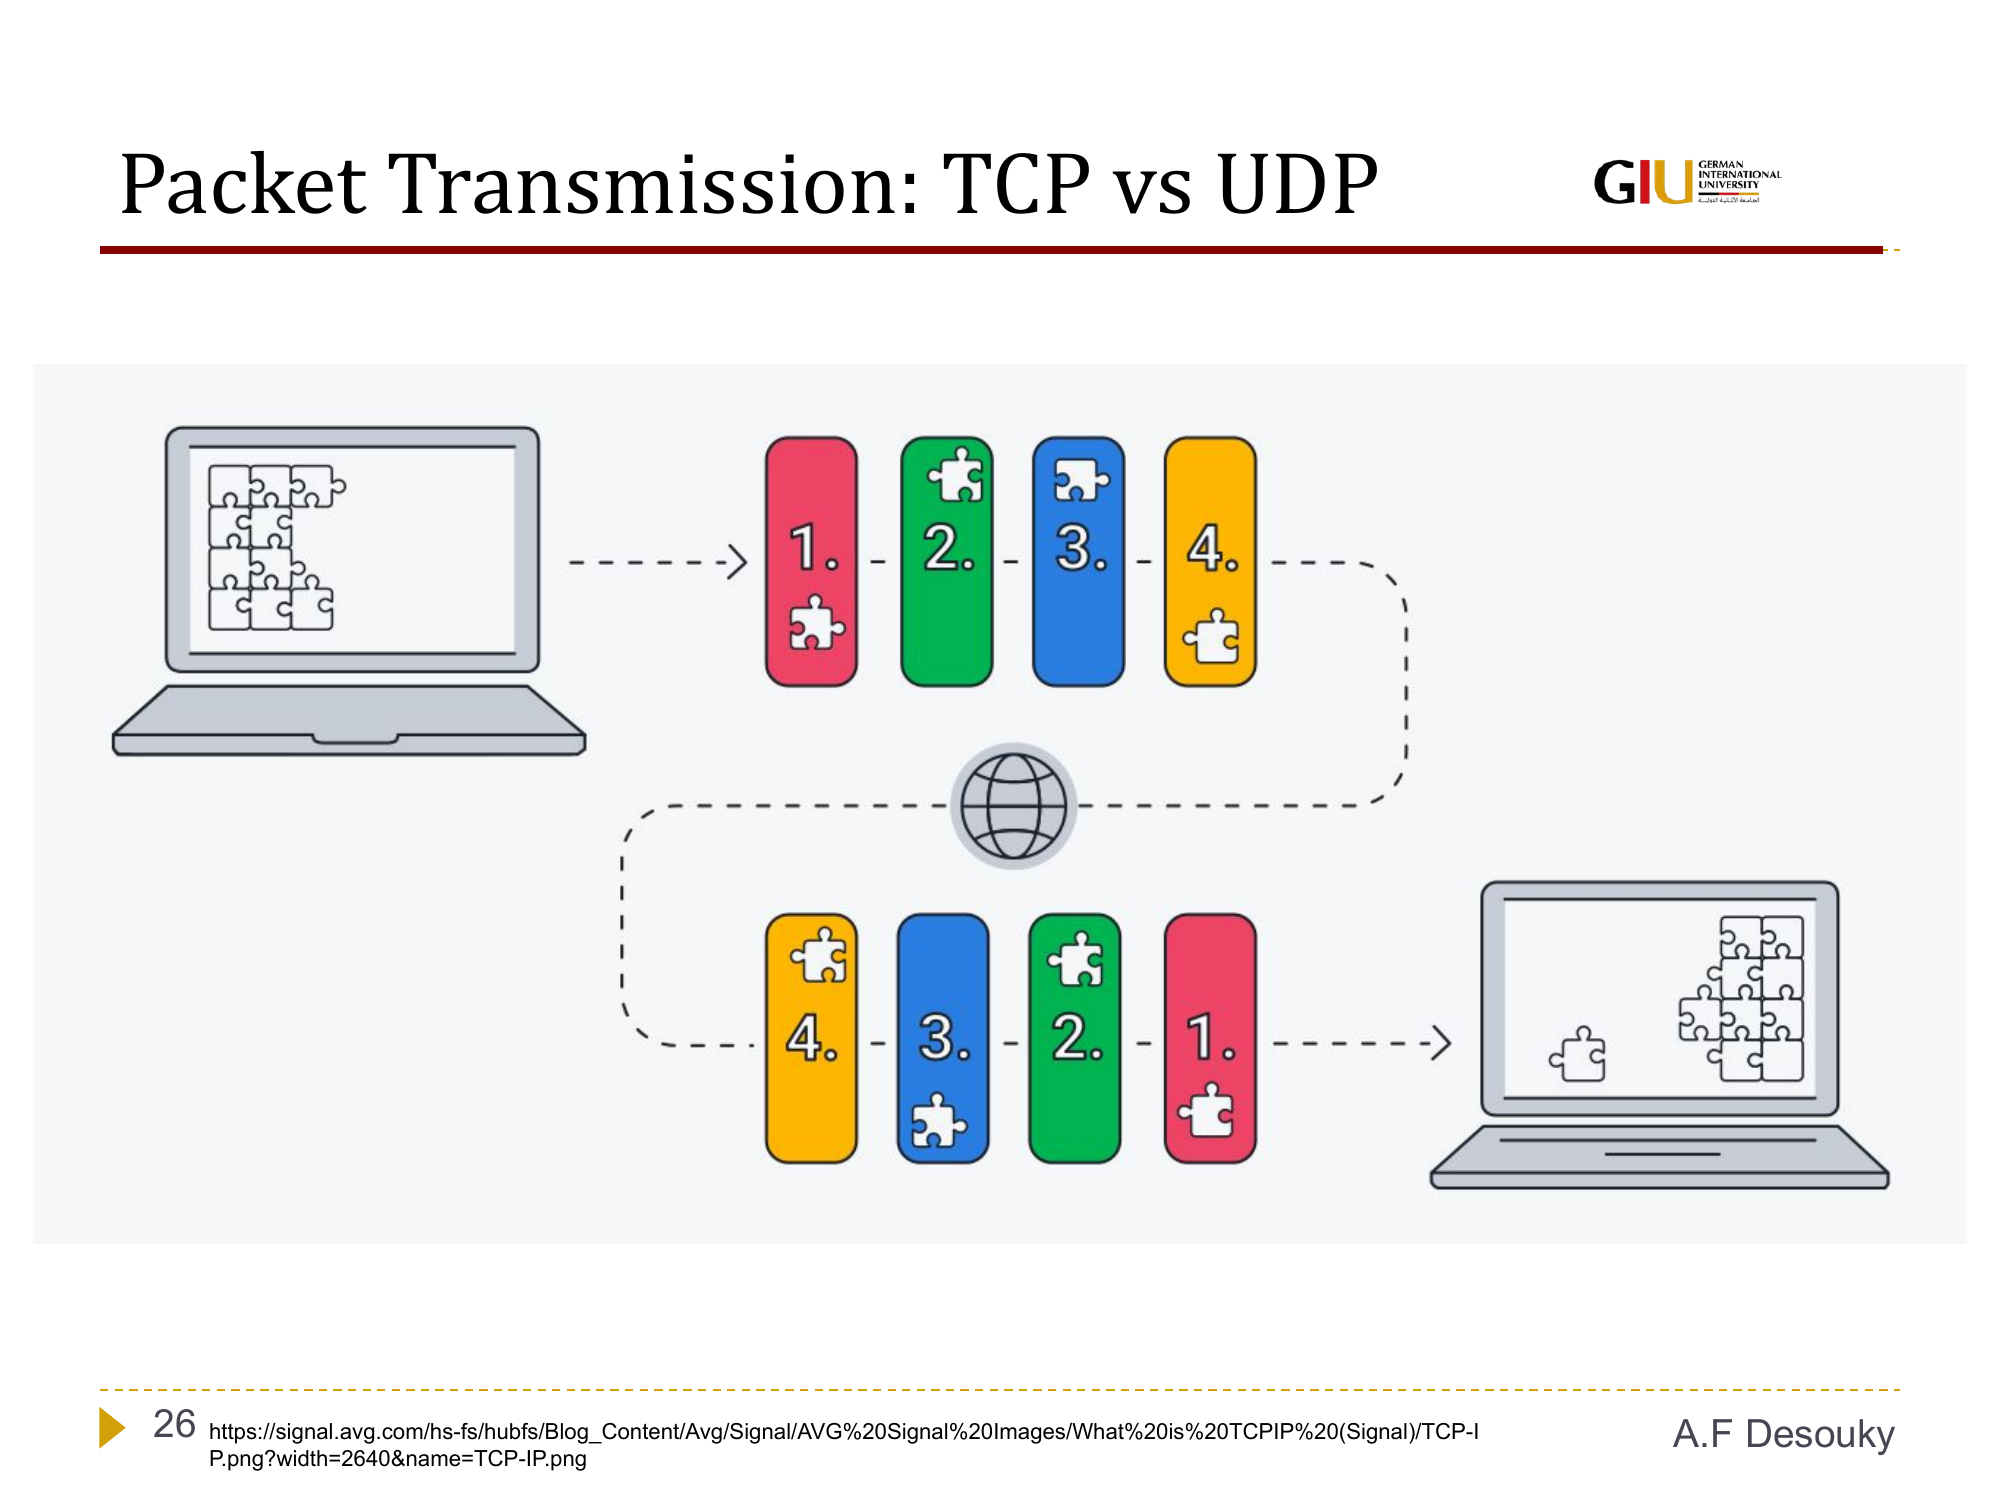 Packet Transmission: TCP vs UDP
GIU
GERMAN
INTERNATIONAL
UNIVERSITY
الجامعة الألمانية الدولية
1. 2. 3. 4.
4. 3. 2. 1.
26
https://signal.avg.com/hs-fs/hubfs/Blog_Content/Avg/Signal/AVG%20Signal%20Images/What%20is%20TCPIP%20(Signal)/TCP-I
P.png?width=2640&name=TCP-IP.png
A.F Desouky